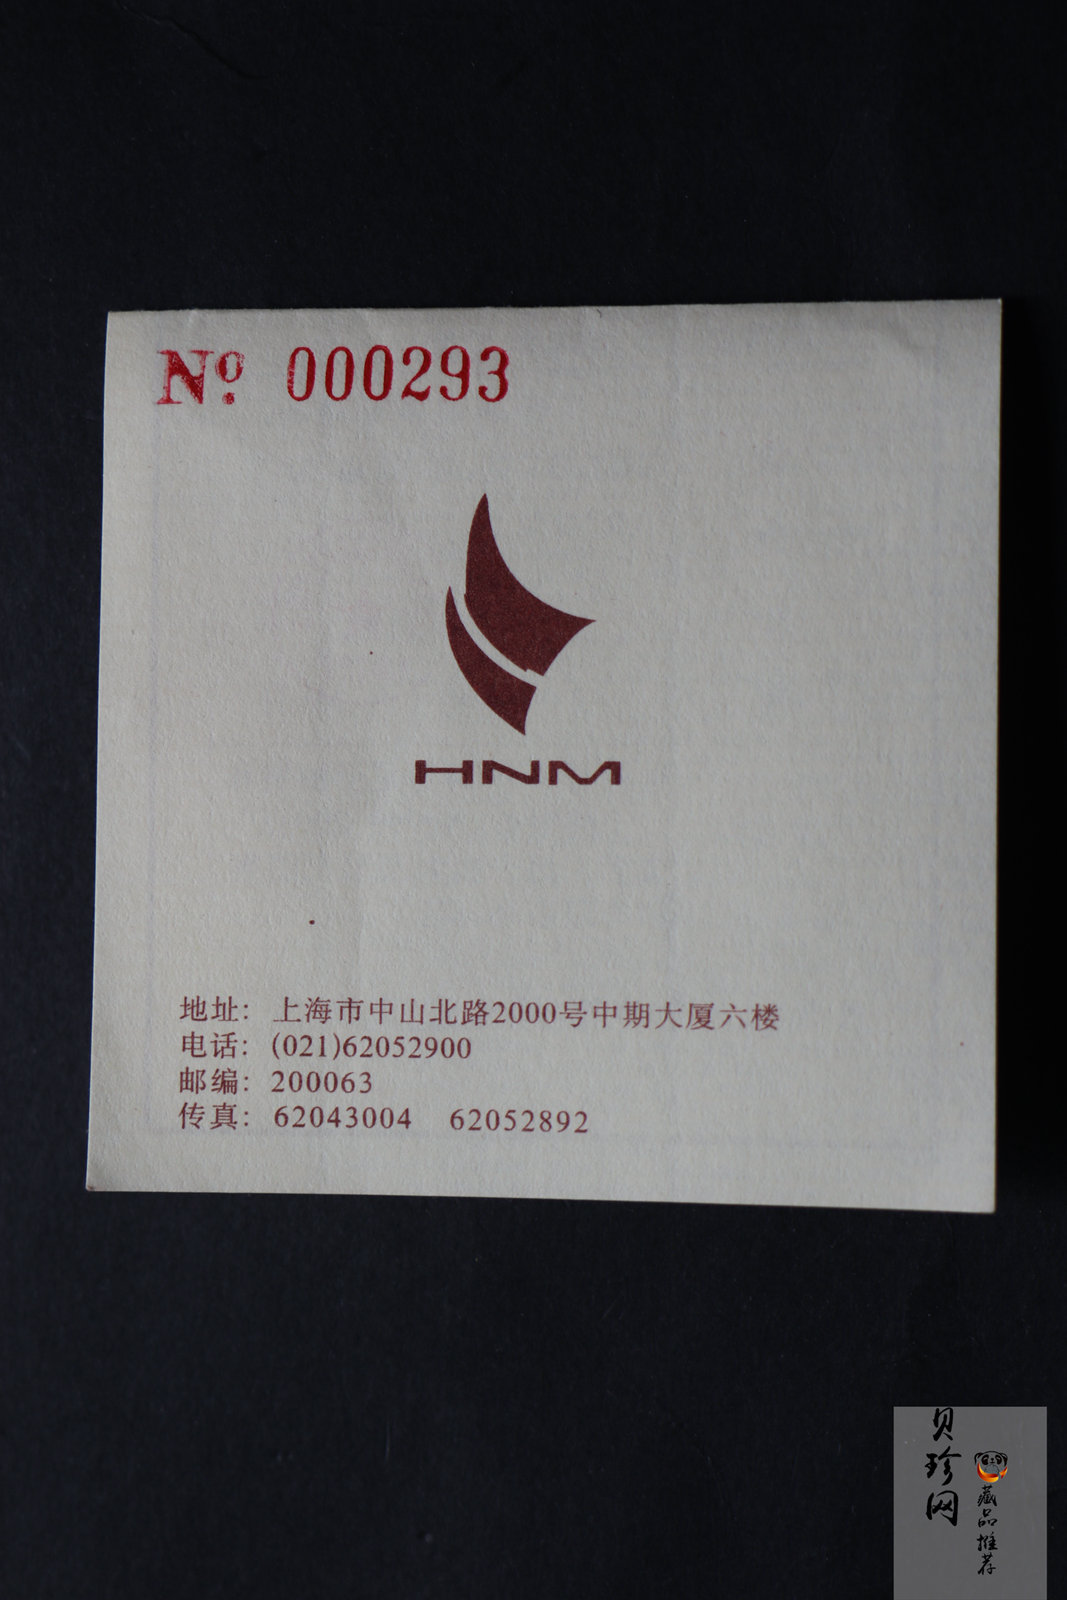 Nº 000293
HNM
地址：上海市中山北路2000号中期大厦六楼
电话：(021)62052900
邮编：200063
传真：62043004 62052892
贝珍网
藏品推荐